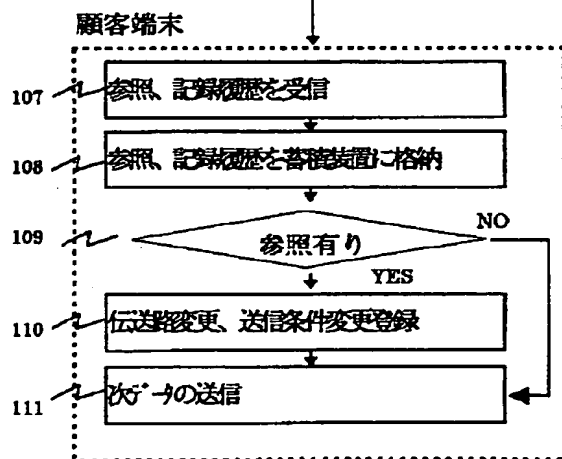 顧客端末
107 参照、記録履歴を受信
108 参照、記録履歴を蓄積装置に格納
109 参照有り NO
YES
110 伝送路変更、送信条件変更登録
111 次ﾃﾞｰﾀの送信